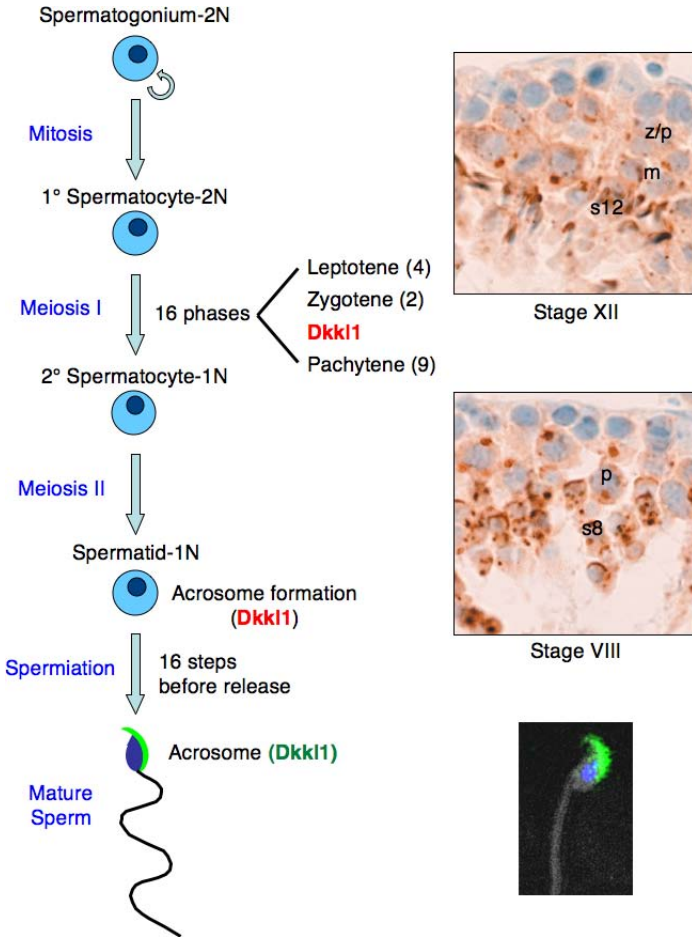 Spermatogonium-2N
Mitosis
1° Spermatocyte-2N
Meiosis I
16 phases
Leptotene (4)
Zygotene (2)
Dkkl1
Pachytene (9)
2° Spermatocyte-1N
Meiosis II
Spermatid-1N
Acrosome formation
(Dkkl1)
Spermiation
16 steps
before release
Acrosome (Dkkl1)
Mature
Sperm
z/p
m
s12
Stage XII
p
s8
Stage VIII